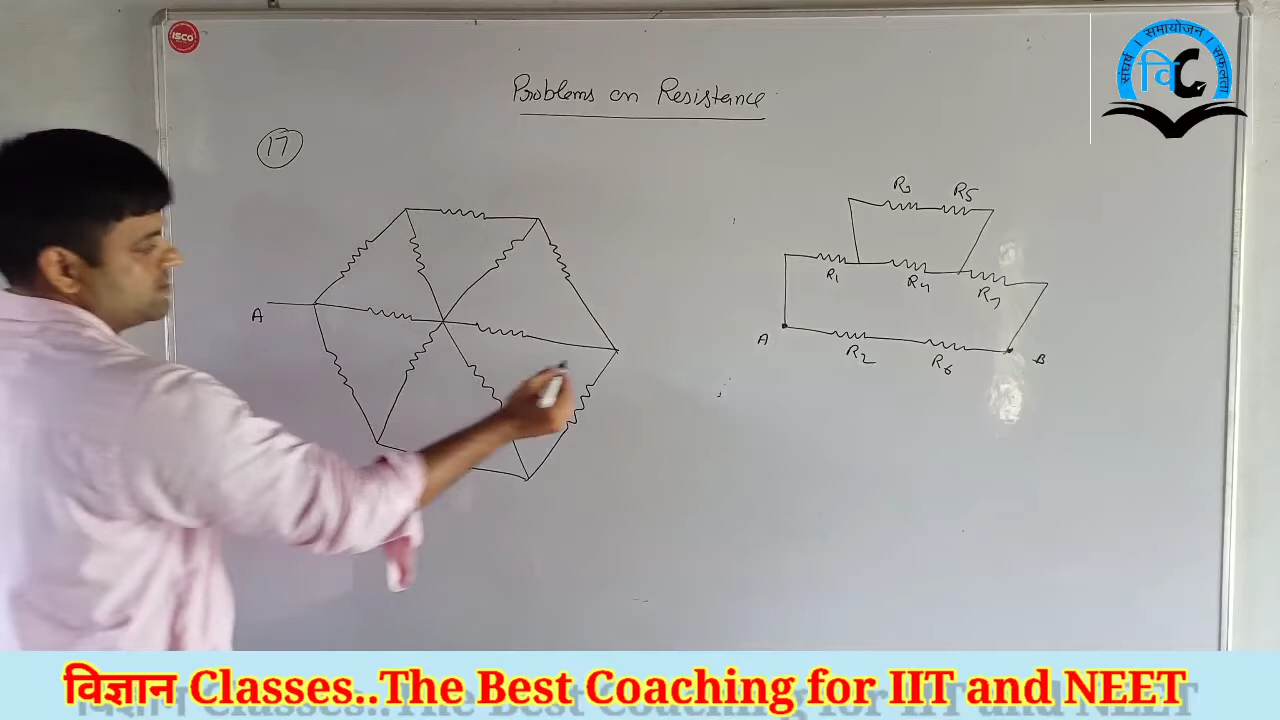 ISCO
संघर्ष । समायोजन । सफलता
वि C
Problems on Resistance
17
A
R3 R5
R1 R4 R7
A R2 R6 B
विज्ञान Classes..The Best Coaching for IIT and NEET